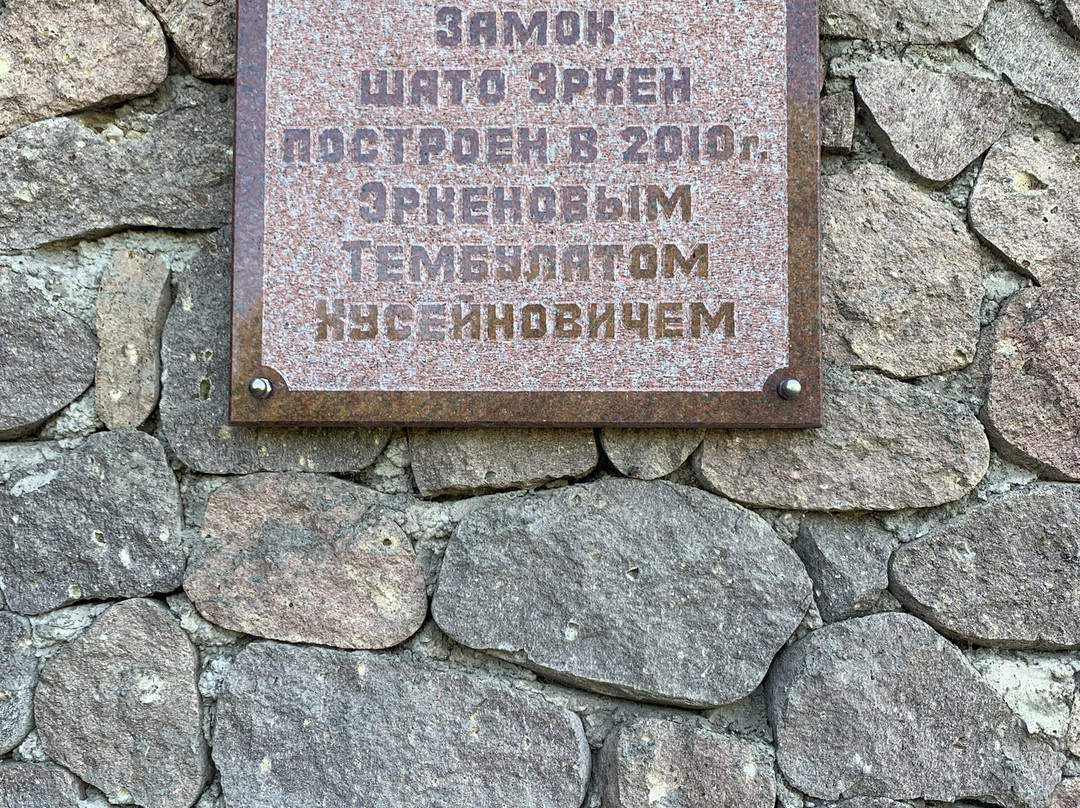 Замок
Шато Эркен
построен в 2010г.
Эркеновым
Тембулатом
Хусейновичем